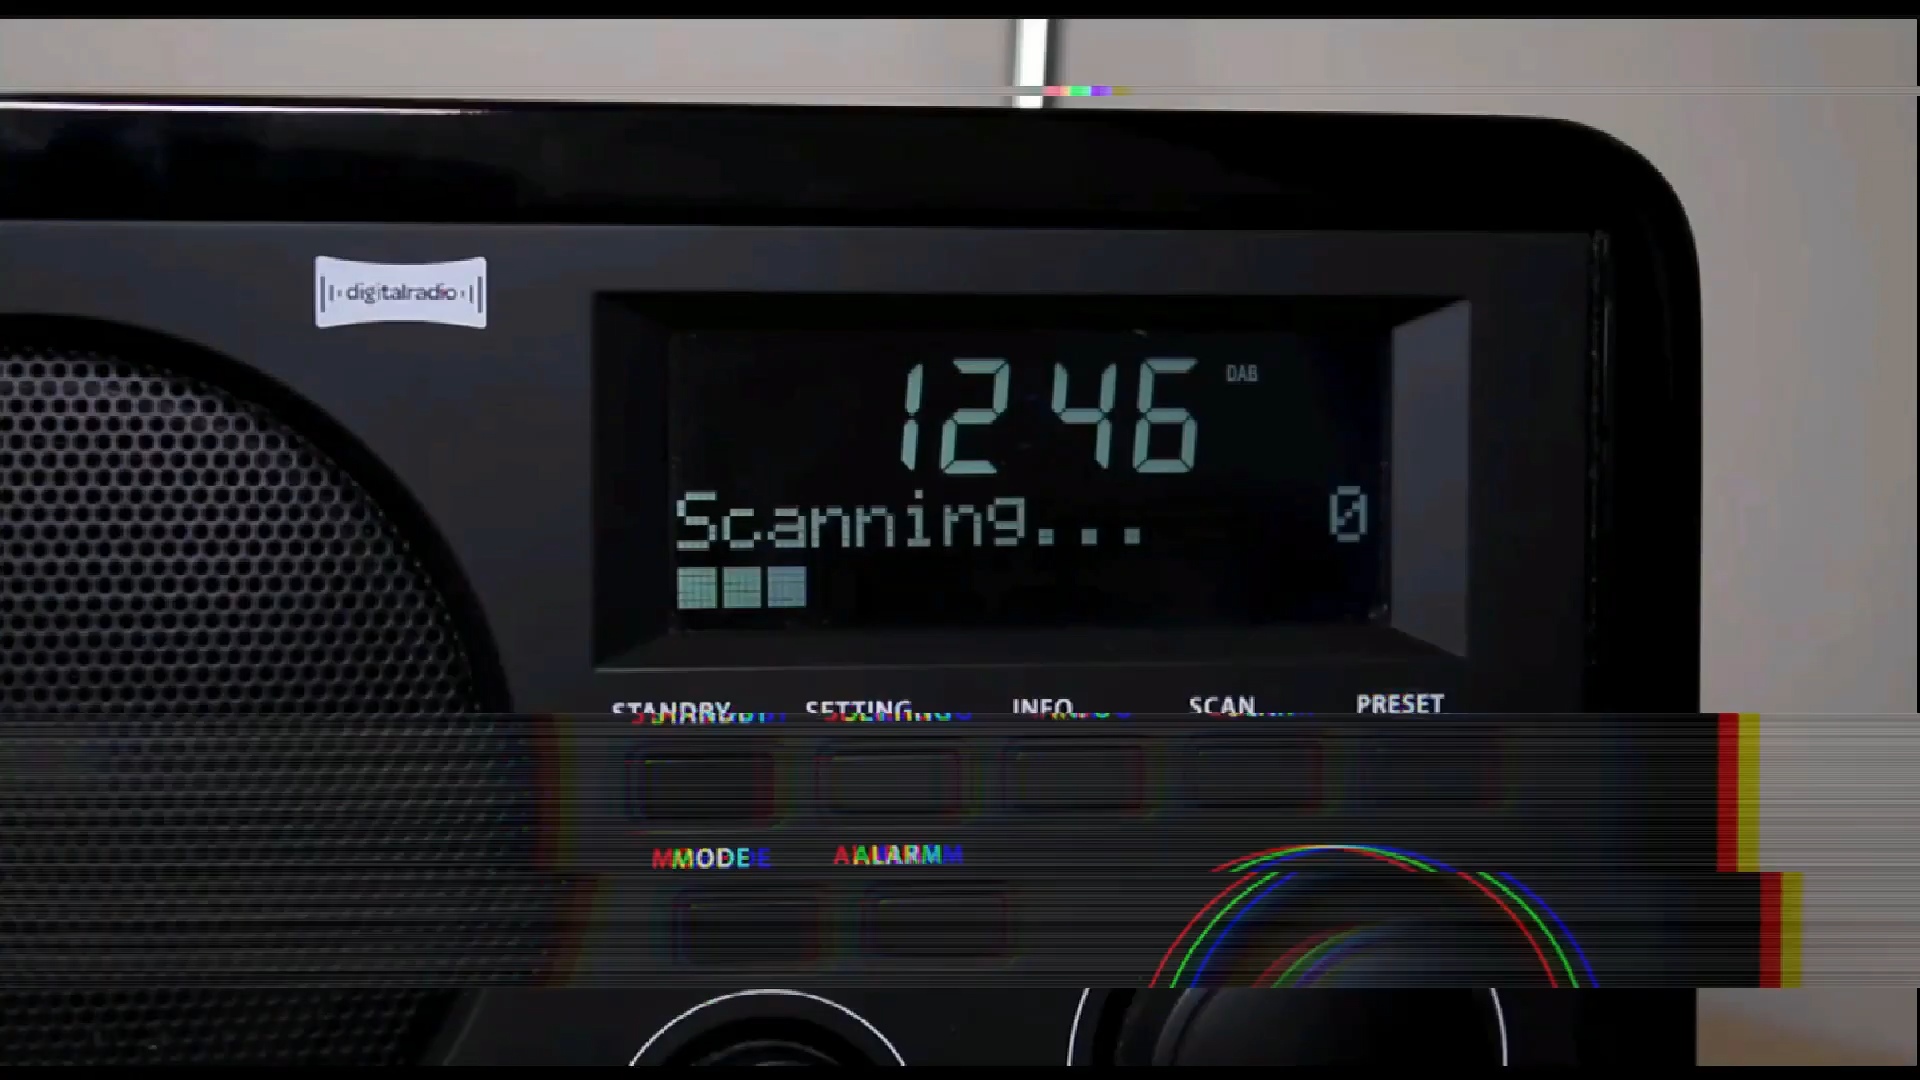 digitalradio
1246 DAB
Scanning... 0
STANDBY SETTING INFO SCAN PRESET
MODE ALARM